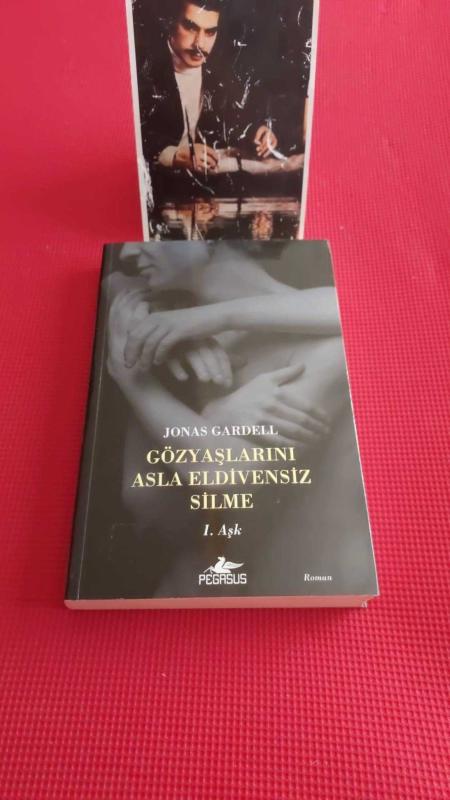 JONAS GARDELL
GÖZYAŞLARINI
ASLA ELDİVENSİZ
SİLME
1. Aşk
PEGASUS
Roman